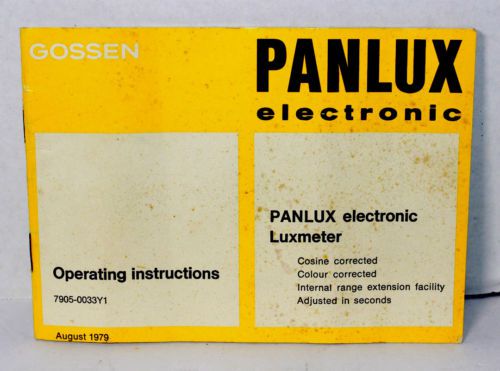 GOSSEN
PANLUX
electronic
Operating instructions
7905-0033Y1
PANLUX electronic
Luxmeter
Cosine corrected
Colour corrected
Internal range extension facility
Adjusted in seconds
August 1979